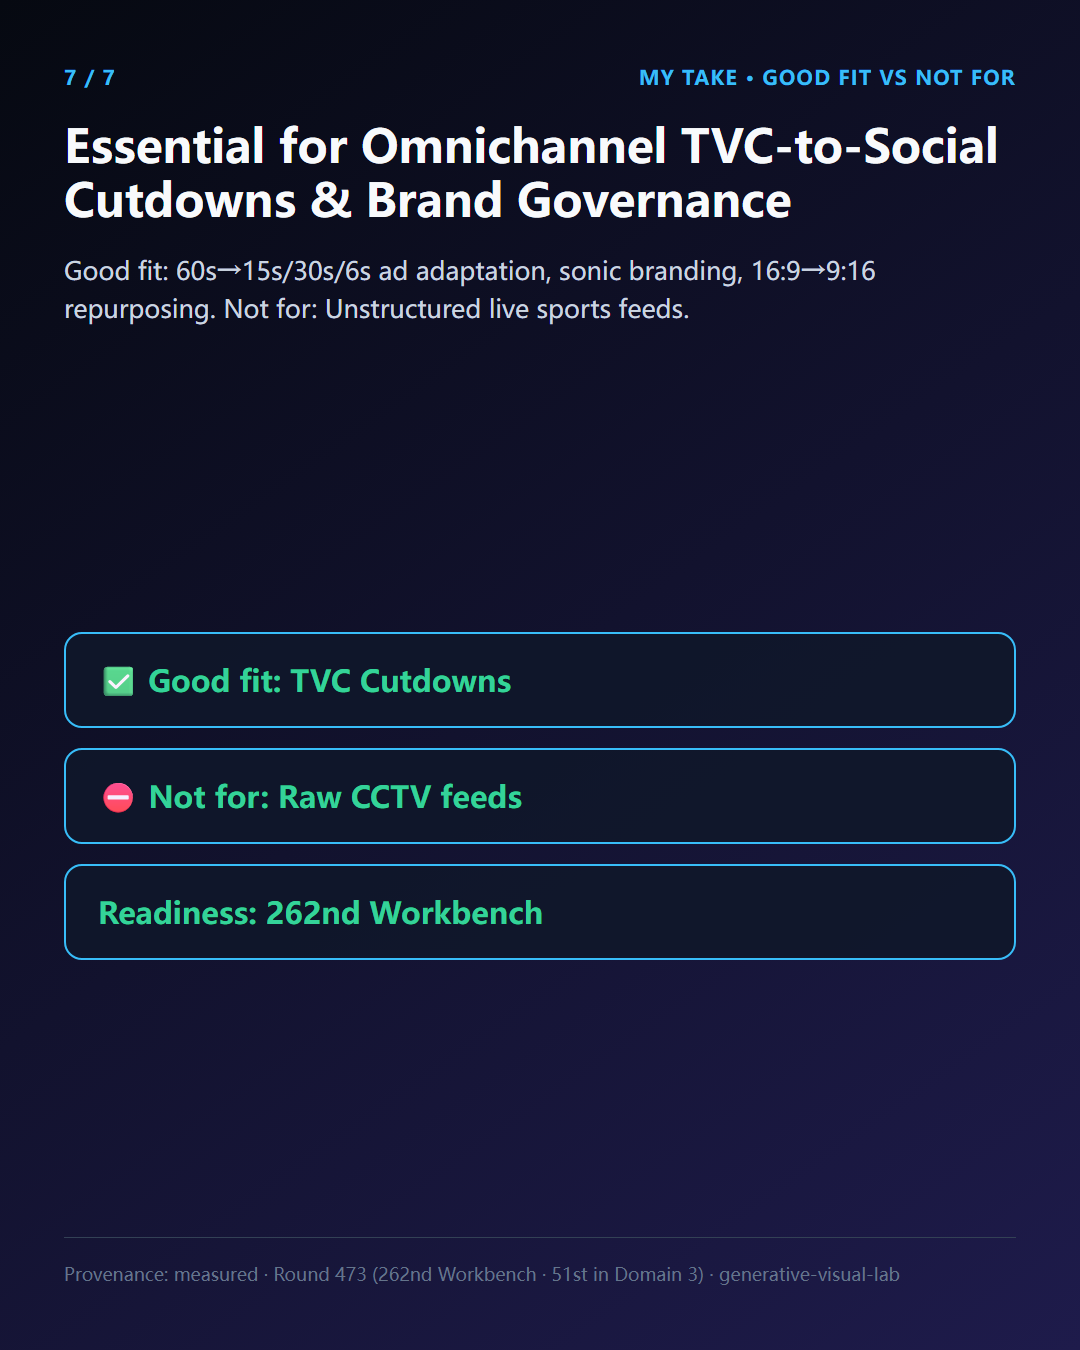 7 / 7
MY TAKE • GOOD FIT VS NOT FOR
Essential for Omnichannel TVC-to-Social
Cutdowns & Brand Governance
Good fit: 60s→15s/30s/6s ad adaptation, sonic branding, 16:9→9:16
repurposing. Not for: Unstructured live sports feeds.
✅ Good fit: TVC Cutdowns
⛔ Not for: Raw CCTV feeds
Readiness: 262nd Workbench
Provenance: measured · Round 473 (262nd Workbench · 51st in Domain 3) · generative-visual-lab